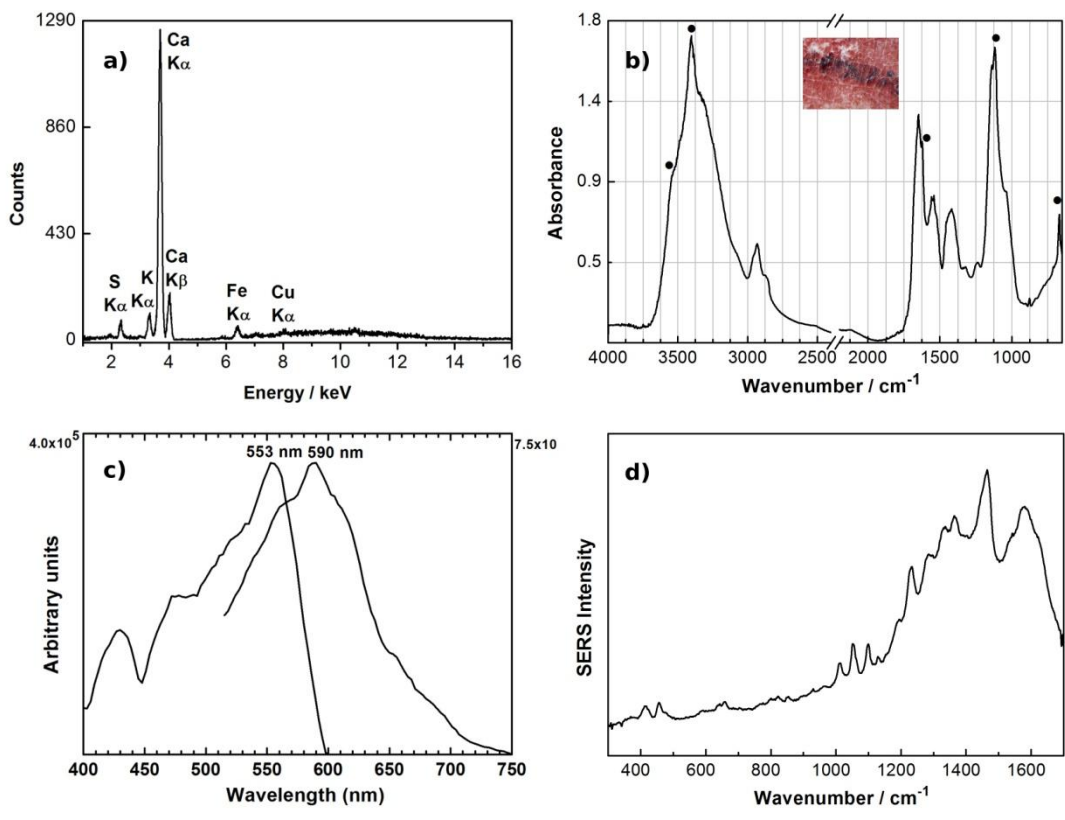 a)
1290
860
430
0
Counts
S
Kα
K
Kα
Ca
Kα
Ca
Kβ
Fe
Kα
Cu
Kα
2 4 6 8 10 12 14 16
Energy / keV
b)
1.8
1.4
0.9
0.5
Absorbance
4000 3500 3000 2500 2000 1500 1000
Wavenumber / cm⁻¹
c)
4.0x10⁵
7.5x10
553 nm 590 nm
Arbitrary units
400 450 500 550 600 650 700 750
Wavelength (nm)
d)
SERS Intensity
400 600 800 1000 1200 1400 1600
Wavenumber / cm⁻¹